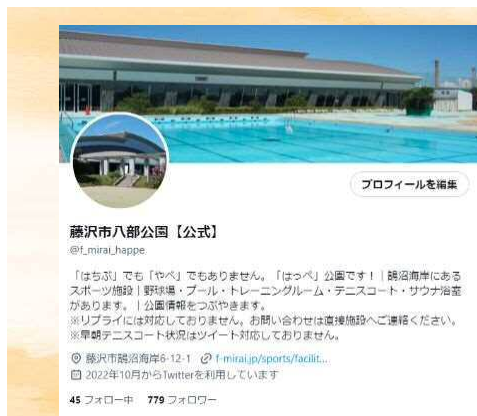 プロフィールを編集
藤沢市八部公園【公式】
@f_mirai_happe
「はちぶ」でも「やべ」でもありません。「はっぺ」公園です！｜鵠沼海岸にある
スポーツ施設｜野球場・プール・トレーニングルーム・テニスコート・サウナ浴室
があります。｜公園情報をつぶやきます。
※リプライには対応しておりません。お問い合わせは直接施設へご連絡ください。
※早朝テニスコート状況はツイート対応しておりません。
藤沢市鵠沼海岸6-12-1 f-mirai.jp/sports/facilit...
2022年10月からTwitterを利用しています
45 フォロー中 779 フォロワー